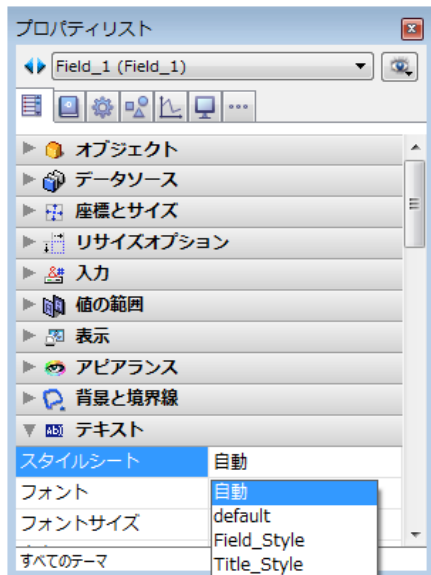 プロパティリスト
Field_1 (Field_1)
オブジェクト
データソース
座標とサイズ
リサイズオプション
入力
値の範囲
表示
アピアランス
背景と境界線
テキスト
スタイルシート 自動
フォント 自動
フォントサイズ default
Field_Style
すべてのテーマ Title_Style